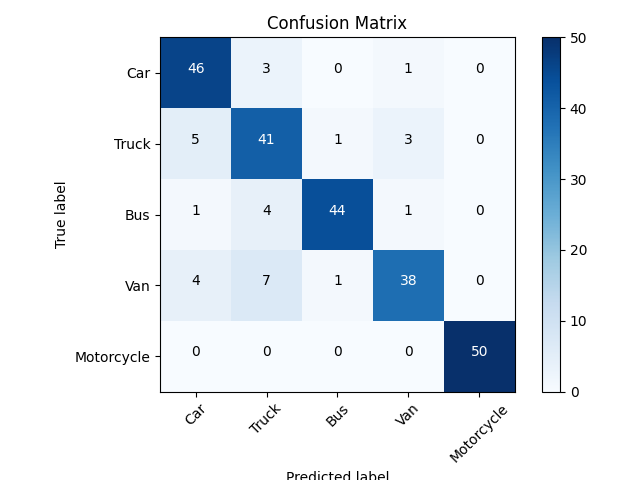 Confusion Matrix
Car 46 3 0 1 0
Truck 5 41 1 3 0
Bus 1 4 44 1 0
Van 4 7 1 38 0
Motorcycle 0 0 0 0 50
Car Truck Bus Van Motorcycle
True label
Predicted label
50
40
30
20
10
0